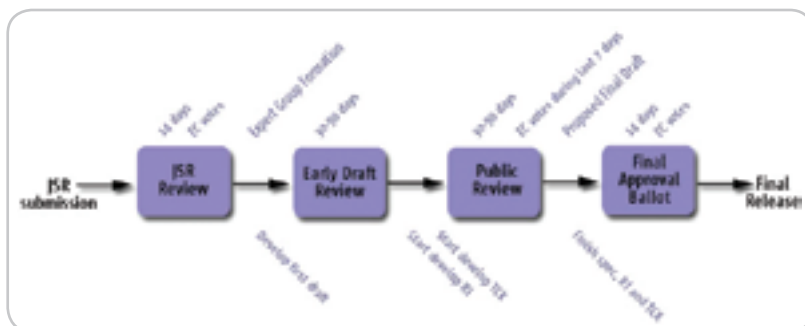 14 days
EC votes
Expert Group Formation
30-90 days
30-90 days
EC votes during last 7 days
Proposed Final Draft
14 days
EC votes
JSR
submission
JSR
Review
Early Draft
Review
Public
Review
Final
Approval
Ballot
Final
Release
Develop first draft
Start develop RI
Start develop TCK
Finish spec, RI and TCK